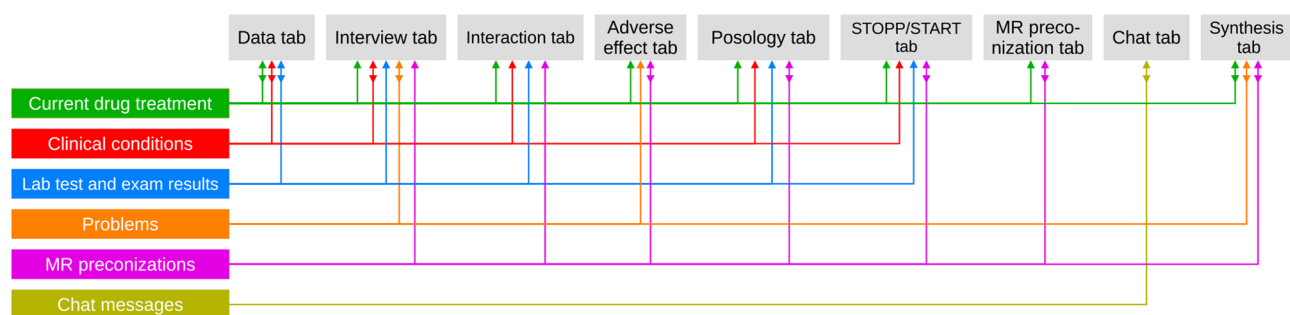 Data tab
Interview tab
Interaction tab
Adverse
effect tab
Posology tab
STOPP/START
tab
MR preco-
nization tab
Chat tab
Synthesis
tab
Current drug treatment
Clinical conditions
Lab test and exam results
Problems
MR preconizations
Chat messages